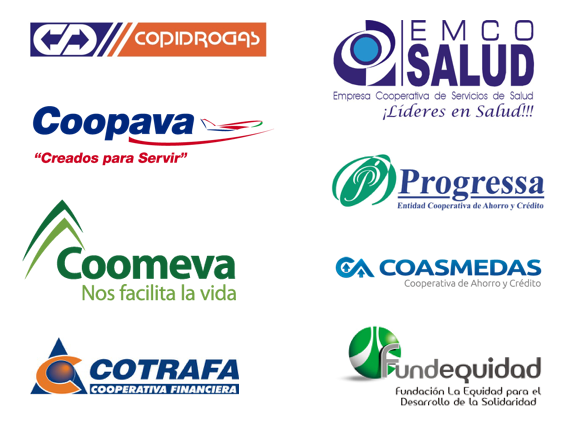 COPIDROGAS
Coopava
“Creados para Servir”
Coomeva
Nos facilita la vida
COTRAFA
COOPERATIVA FINANCIERA
EMCO
SALUD
Empresa Cooperativa de Servicios de Salud
¡Líderes en Salud!!!
Progressa
Entidad Cooperativa de Ahorro y Crédito
COASMEDAS
Cooperativa de Ahorro y Crédito
Fundequidad
Fundación La Equidad para el
Desarrollo de la Solidaridad